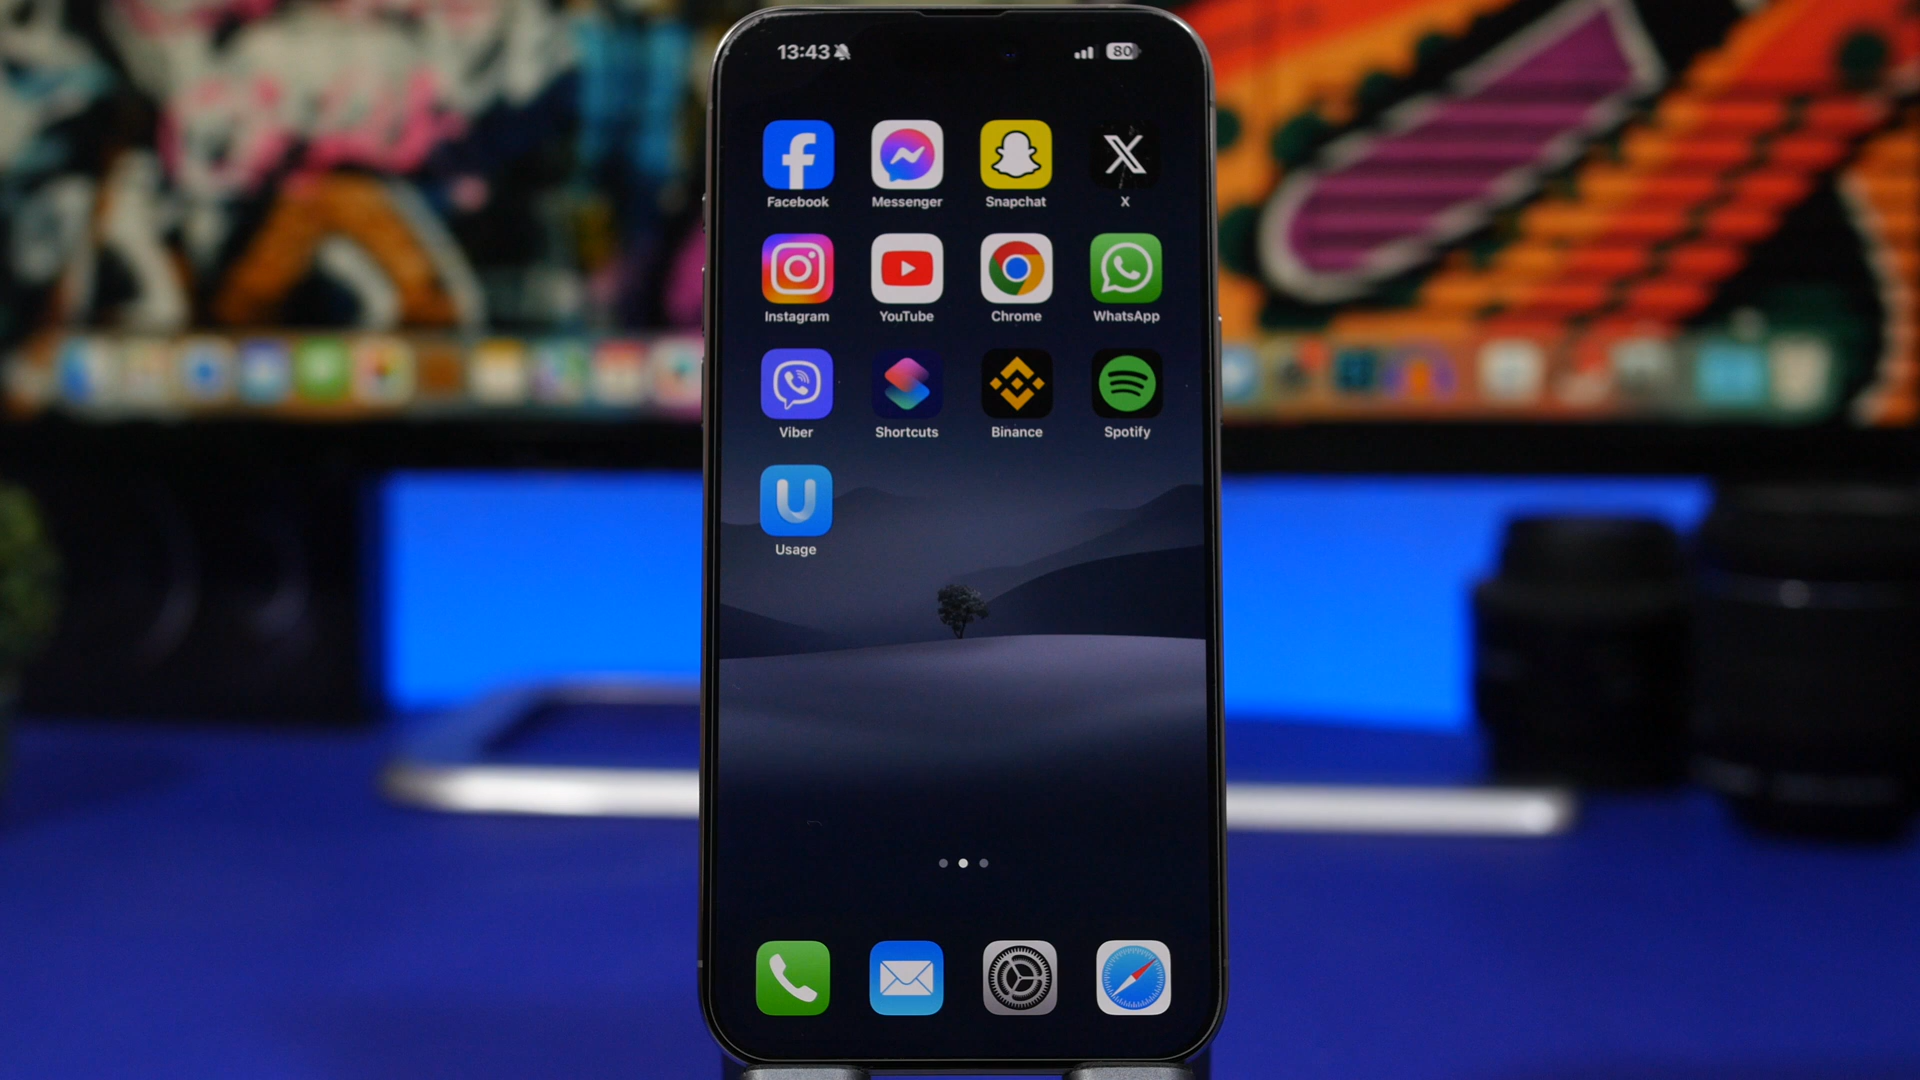 13:43 80
Facebook Messenger Snapchat X
Instagram YouTube Chrome WhatsApp
Viber Shortcuts Binance Spotify
U
Usage